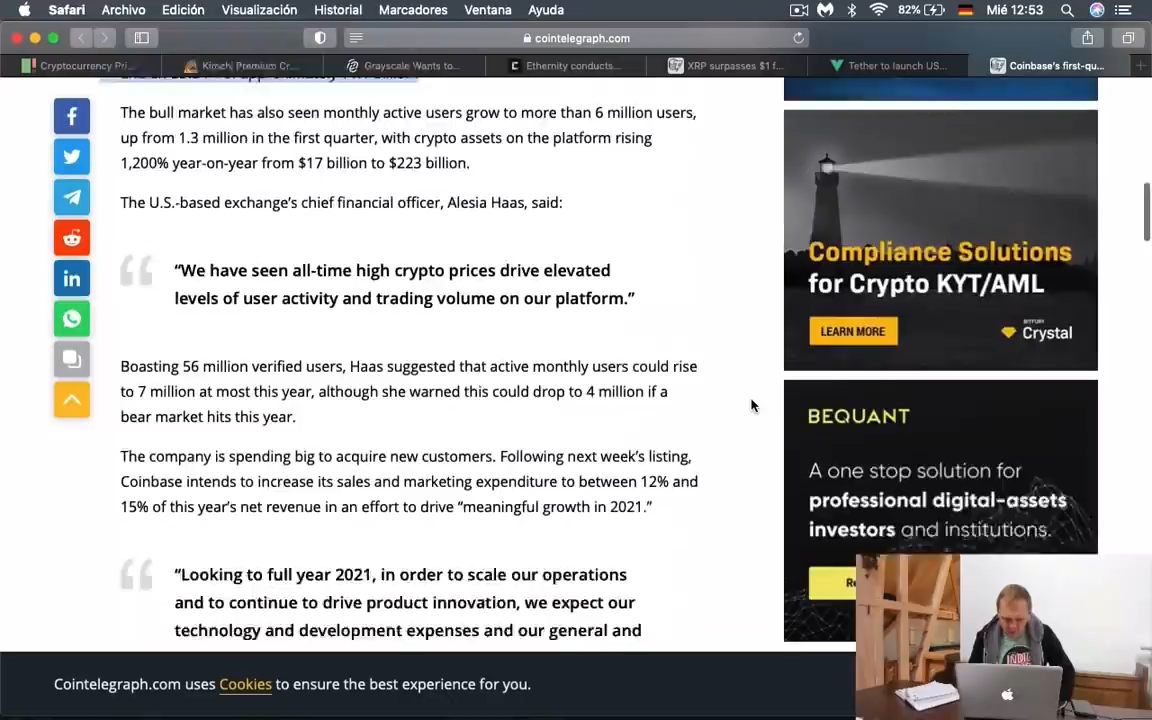 Safari Archivo Edición Visualización Historial Marcadores Ventana Ayuda 82% Mié 12:53
cointelegraph.com
Cryptocurrency Pri... Kimchi Premium Cr... Grayscale Wants to... Ethernity conducts... XRP surpasses $1 f... Tether to launch US... Coinbase's first-qu...
The bull market has also seen monthly active users grow to more than 6 million users,
up from 1.3 million in the first quarter, with crypto assets on the platform rising
1,200% year-on-year from $17 billion to $223 billion.
The U.S.-based exchange's chief financial officer, Alesia Haas, said:
“We have seen all-time high crypto prices drive elevated
levels of user activity and trading volume on our platform.”
Boasting 56 million verified users, Haas suggested that active monthly users could rise
to 7 million at most this year, although she warned this could drop to 4 million if a
bear market hits this year.
The company is spending big to acquire new customers. Following next week's listing,
Coinbase intends to increase its sales and marketing expenditure to between 12% and
15% of this year's net revenue in an effort to drive “meaningful growth in 2021.”
“Looking to full year 2021, in order to scale our operations
and to continue to drive product innovation, we expect our
technology and development expenses and our general and
Compliance Solutions
for Crypto KYT/AML
LEARN MORE
Crystal
BEQUANT
A one stop solution for
professional digital-assets
investors and institutions.
Cointelegraph.com uses Cookies to ensure the best experience for you.